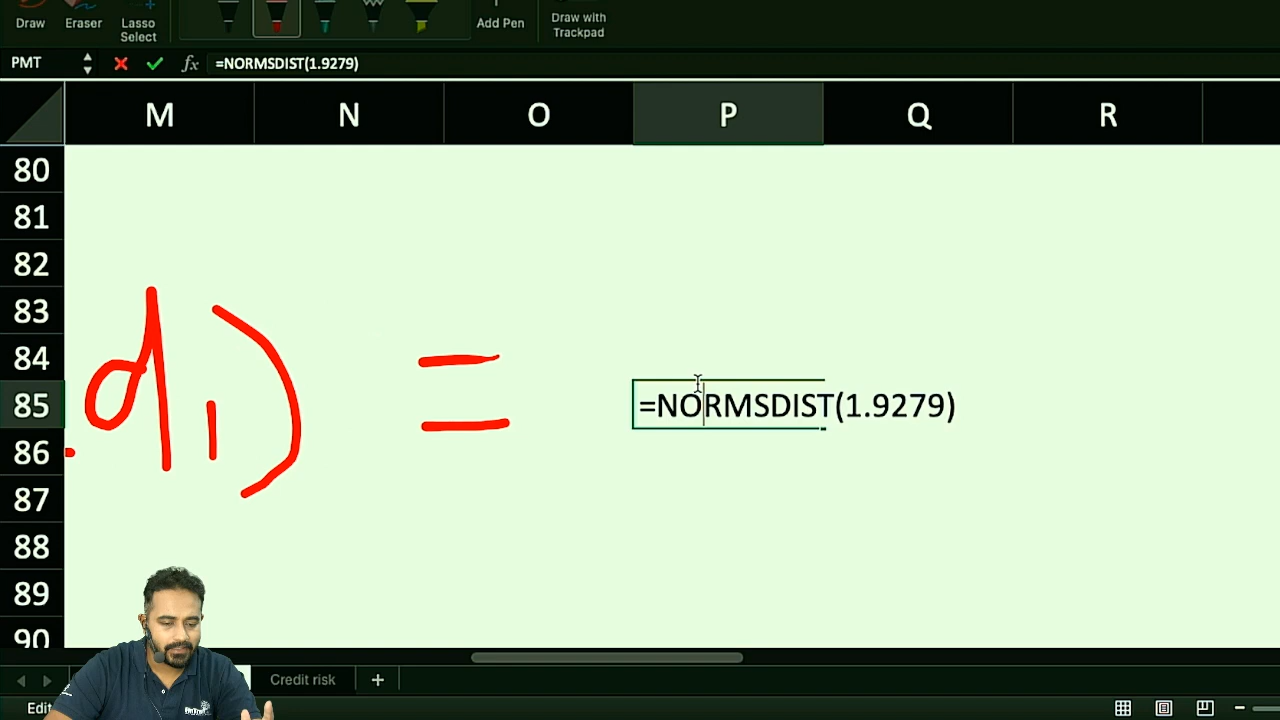 Draw
Eraser
Lasso Select
Add Pen
Draw with Trackpad
PMT
fx
=NORMSDIST(1.9279)
M N O P Q R
80
81
82
83
84
85
86
87
88
89
90
.d₁) =
=NORMSDIST(1.9279)
Credit risk
+
Edit